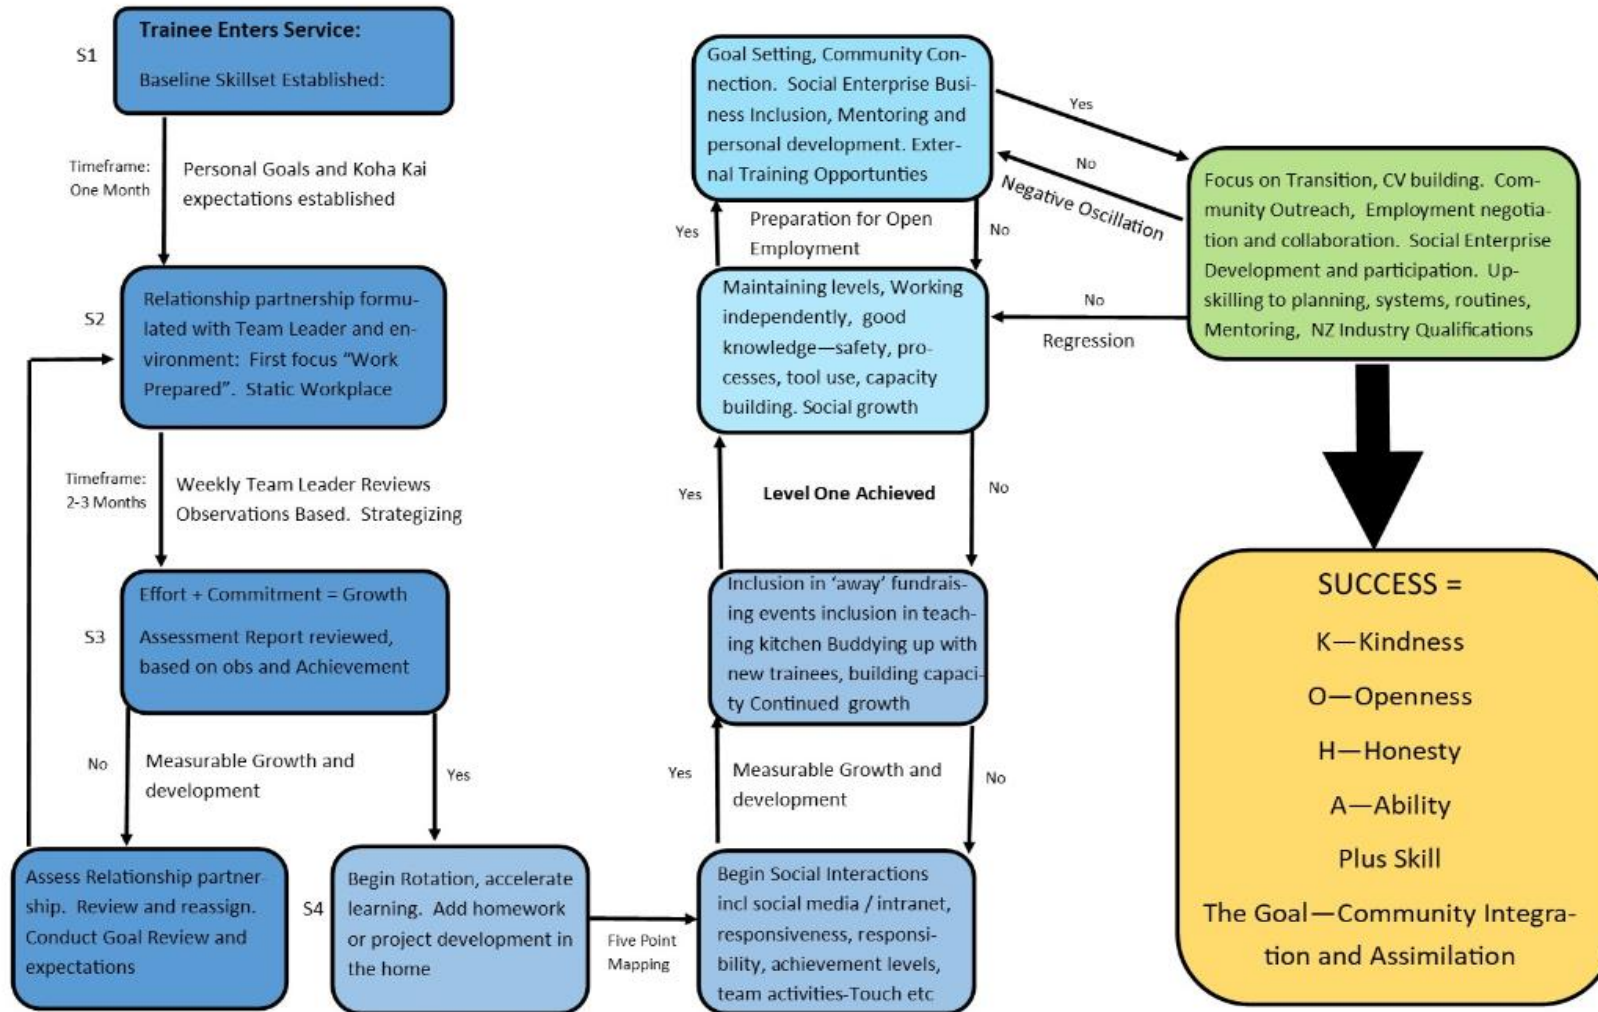 S1
Trainee Enters Service:
Baseline Skillset Established:
Timeframe:
One Month
Personal Goals and Koha Kai
expectations established
S2
Relationship partnership formu-
lated with Team Leader and en-
vironment:  First focus “Work
Prepared”.  Static Workplace
Timeframe:
2-3 Months
Weekly Team Leader Reviews
Observations Based.  Strategizing
S3
Effort + Commitment = Growth
Assessment Report reviewed,
based on obs and Achievement
No
Measurable Growth and
development
Yes
Assess Relationship partner-
ship.  Review and reassign.
Conduct Goal Review and
expectations
S4
Begin Rotation, accelerate
learning.  Add homework
or project development in
the home
Five Point
Mapping
Begin Social Interactions
incl social media / intranet,
responsiveness, responsi-
bility, achievement levels,
team activities-Touch etc
Yes
Measurable Growth and
development
No
Inclusion in ‘away’ fundrais-
ing events inclusion in teach-
ing kitchen Buddying up with
new trainees, building capaci-
ty Continued  growth
Yes
Level One Achieved
No
Maintaining levels, Working
independently,  good
knowledge—safety, pro-
cesses, tool use, capacity
building. Social growth
Yes
Preparation for Open
Employment
No
Goal Setting, Community Con-
nection.  Social Enterprise Busi-
ness Inclusion, Mentoring and
personal development. Exter-
nal Training Opportunties
Yes
No
Negative Oscillation
No
Regression
Focus on Transition, CV building.  Com-
munity Outreach,  Employment negotia-
tion and collaboration.  Social Enterprise
Development and participation.  Up-
skilling to planning, systems, routines,
Mentoring,  NZ Industry Qualifications
SUCCESS =
K—Kindness
O—Openness
H—Honesty
A—Ability
Plus Skill
The Goal—Community Integra-
tion and Assimilation